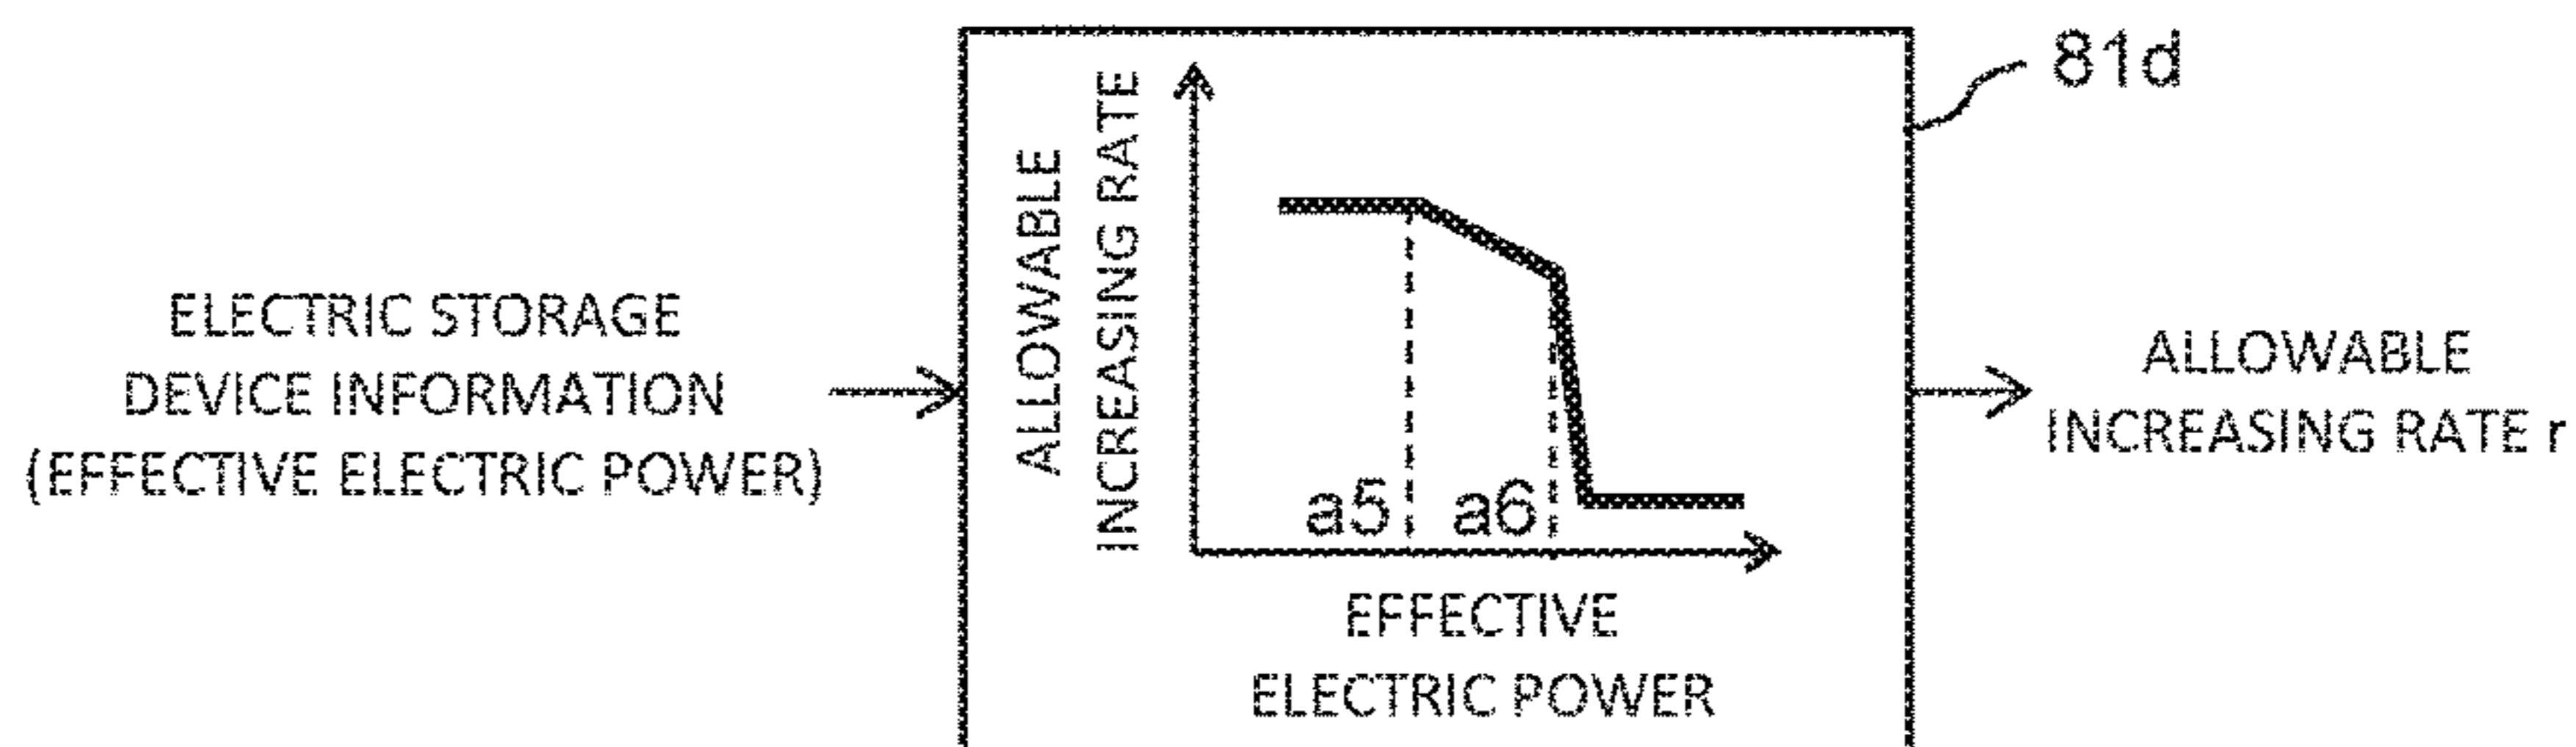 81d
ALLOWABLE
INCREASING RATE
ELECTRIC STORAGE
DEVICE INFORMATION
(EFFECTIVE ELECTRIC POWER)
a5
a6
EFFECTIVE
ELECTRIC POWER
ALLOWABLE
INCREASING RATE r